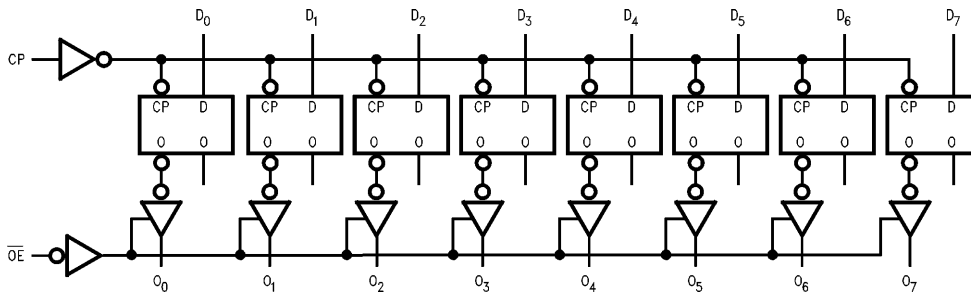 D0 D1 D2 D3 D4 D5 D6 D7
CP
CP D CP D CP D CP D CP D CP D CP D CP D
O O O O O O O O O O O O O O O O
O̅E̅
O0 O1 O2 O3 O4 O5 O6 O7